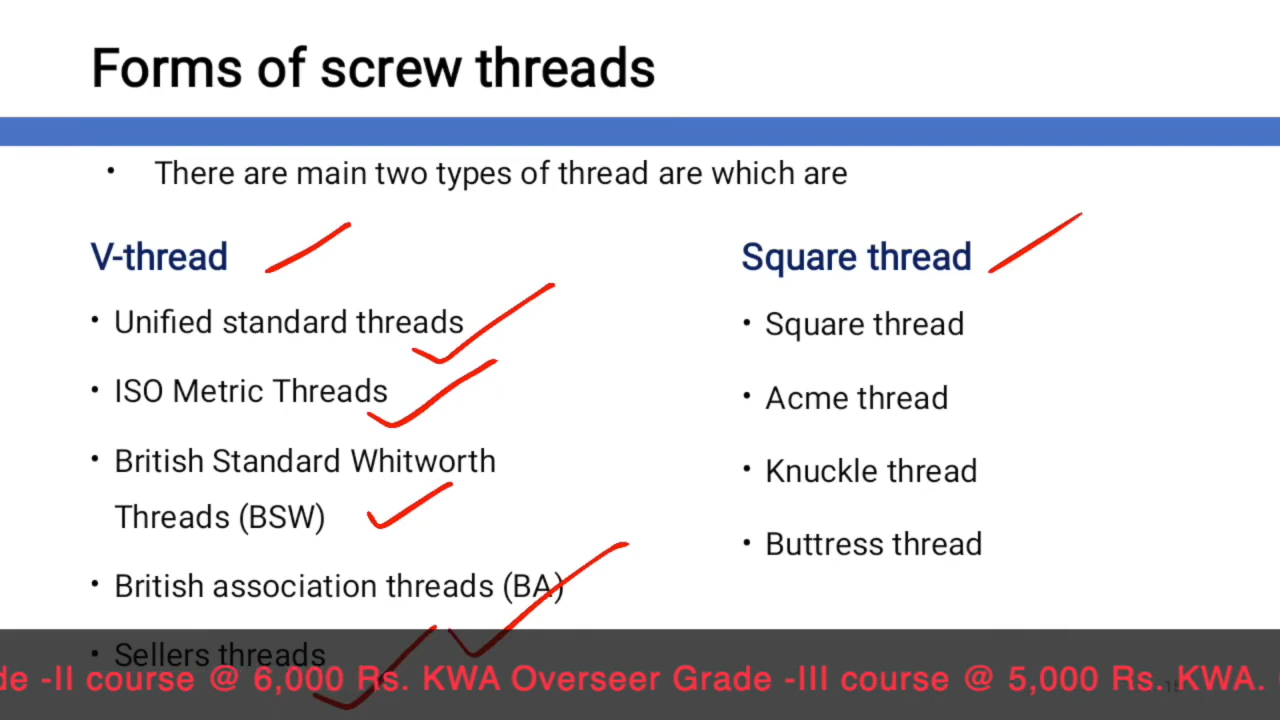 Forms of screw threads
• There are main two types of thread are which are
V-thread
• Unified standard threads
• ISO Metric Threads
• British Standard Whitworth
Threads (BSW)
• British association threads (BA)
• Sellers threads
Square thread
• Square thread
• Acme thread
• Knuckle thread
• Buttress thread
de -II course @ 6,000 Rs. KWA Overseer Grade -III course @ 5,000 Rs. KWA.